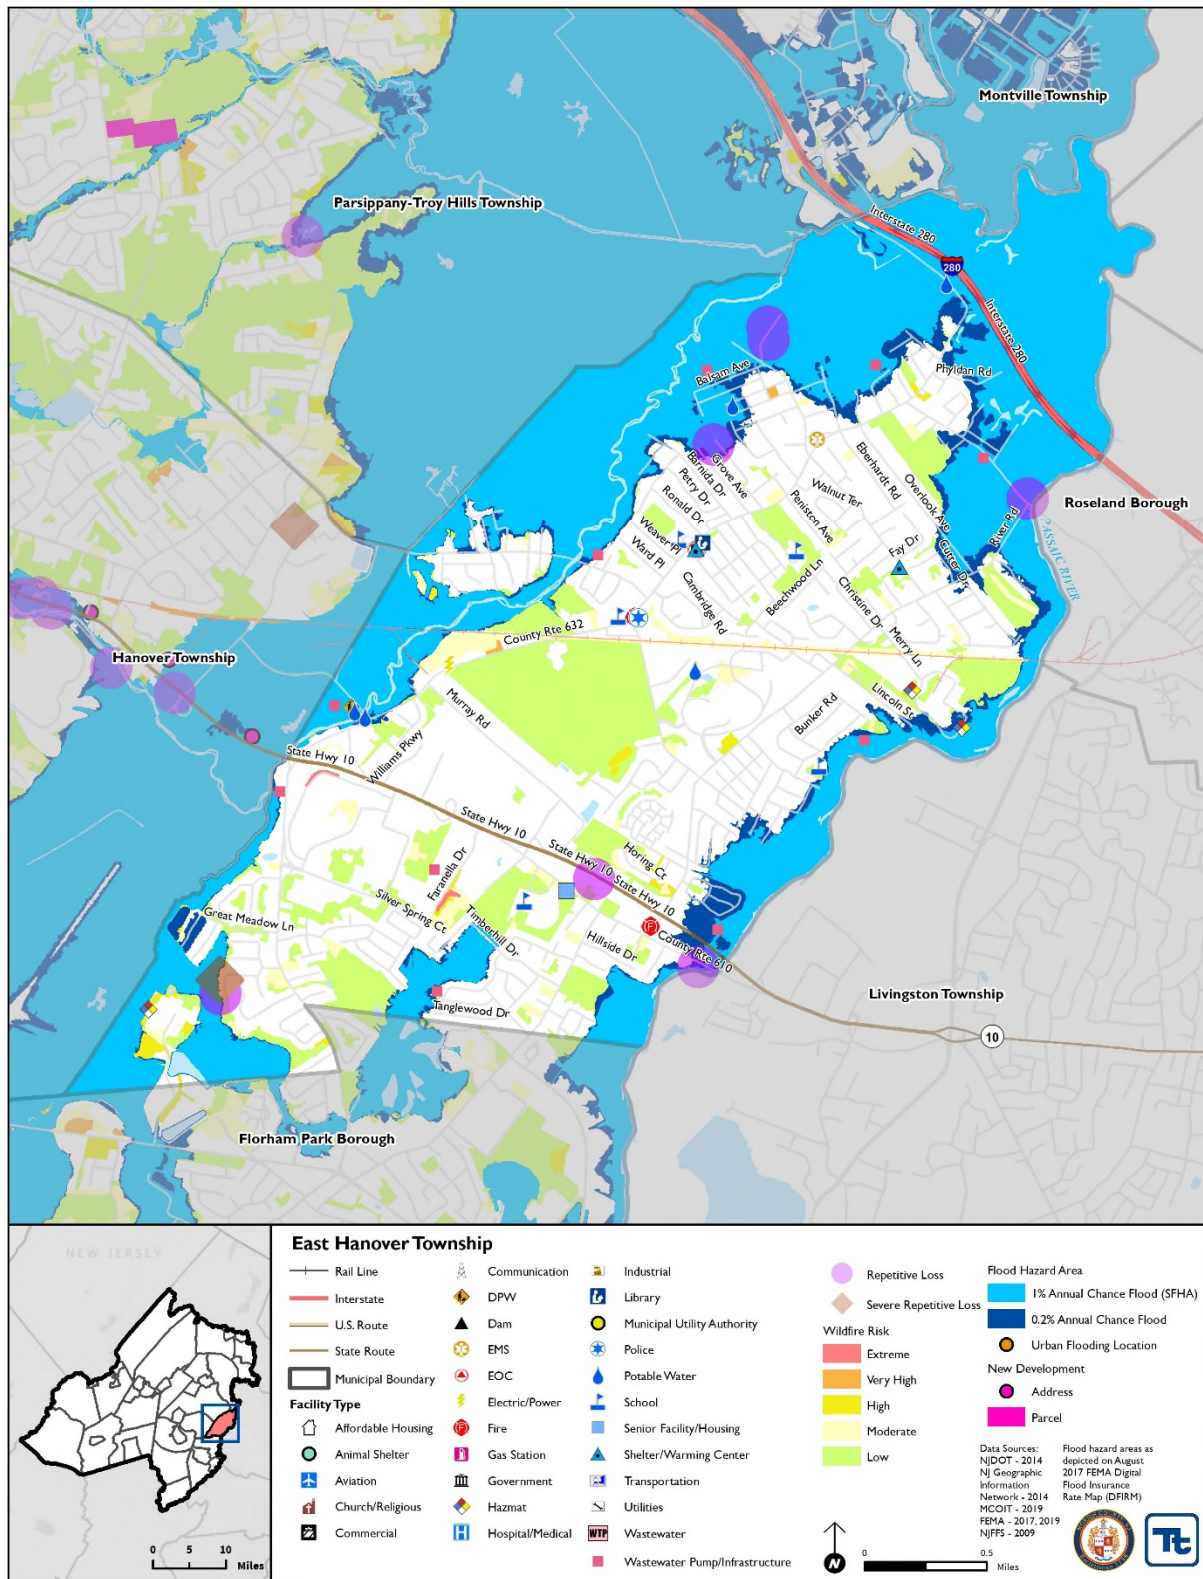 Montville Township
Parsippany-Troy Hills Township
Interstate 280
280
Interstate 280
Balsam Ave
Phyldan Rd
Barnida Dr
Grove Ave
Petry Dr
Ronald Dr
Eberhardt Rd
Walnut Ter
Peniston Ave
Overlook Ave
Roseland Borough
River Rd
PASSAIC RIVER
Weaver Pl
Ward Pl
Fay Dr
Cutter Dr
Cambridge Rd
Beechwood Ln
Christine Dr
County Rte 632
Merry Ln
Hanover Township
Lincoln St
Murray Rd
Bunker Rd
Williams Pkwy
State Hwy 10
State Hwy 10
State Hwy 10
State Hwy 10
Horing Ct
Faranella Dr
Silver Spring Ct
Great Meadow Ln
Timberhill Dr
F
Hillside Dr
County Rte 610
Livingston Township
Tanglewood Dr
10
Florham Park Borough
NEW JERSEY
0 5 10
Miles
East Hanover Township
Rail Line
Interstate
U.S. Route
State Route
Municipal Boundary
Facility Type
Affordable Housing
Animal Shelter
Aviation
Church/Religious
Commercial
Communication
DPW
Dam
EMS
EOC
Electric/Power
F Fire
Gas Station
Government
Hazmat
H Hospital/Medical
Industrial
Library
Municipal Utility Authority
Police
Potable Water
School
Senior Facility/Housing
Shelter/Warming Center
Transportation
Utilities
WTP Wastewater
Wastewater Pump/Infrastructure
Repetitive Loss
Severe Repetitive Loss
Wildfire Risk
Extreme
Very High
High
Moderate
Low
Flood Hazard Area
1% Annual Chance Flood (SFHA)
0.2% Annual Chance Flood
Urban Flooding Location
New Development
Address
Parcel
Data Sources:
NJDOT - 2014
NJ Geographic
Information
Network - 2014
MCOIT - 2019
FEMA - 2017, 2019
NJFFS - 2009
Flood hazard areas as
depicted on August
2017 FEMA Digital
Flood Insurance
Rate Map (DFIRM)
N
0 0.5
Miles
Tt